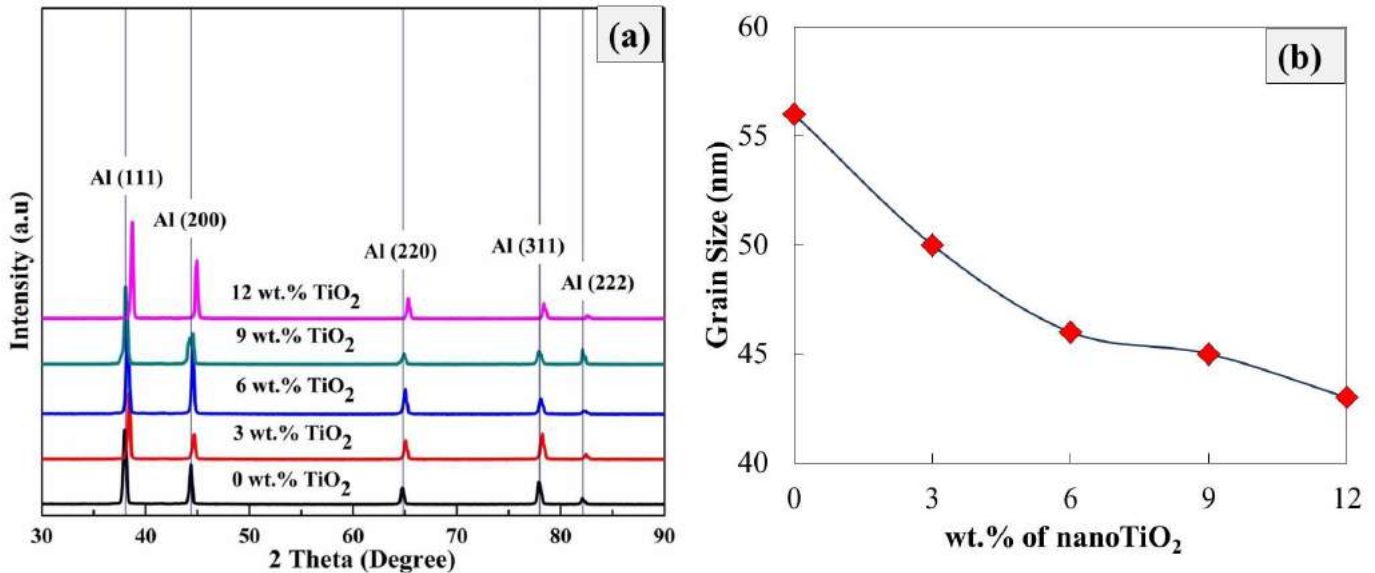 (a)
Al (111)
Al (200)
Al (220)
Al (311)
Al (222)
12 wt.% TiO2
9 wt.% TiO2
6 wt.% TiO2
3 wt.% TiO2
0 wt.% TiO2
Intensity (a.u)
30 40 50 60 70 80 90
2 Theta (Degree)
(b)
60
55
50
45
40
Grain Size (nm)
0 3 6 9 12
wt.% of nanoTiO2